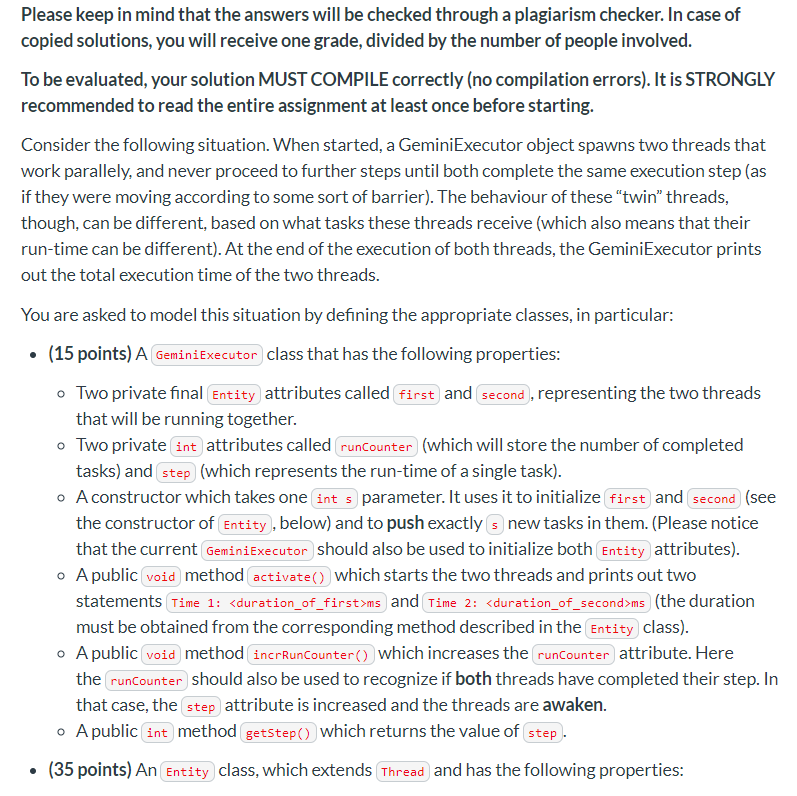 Please keep in mind that the answers will be checked through a plagiarism checker. In case of
copied solutions, you will receive one grade, divided by the number of people involved.
To be evaluated, your solution MUST COMPILE correctly (no compilation errors). It is STRONGLY
recommended to read the entire assignment at least once before starting.
Consider the following situation. When started, a GeminiExecutor object spawns two threads that
work parallely, and never proceed to further steps until both complete the same execution step (as
if they were moving according to some sort of barrier). The behaviour of these “twin” threads,
though, can be different, based on what tasks these threads receive (which also means that their
run-time can be different). At the end of the execution of both threads, the GeminiExecutor prints
out the total execution time of the two threads.
You are asked to model this situation by defining the appropriate classes, in particular:
• (15 points) A GeminiExecutor class that has the following properties:
◦ Two private final Entity attributes called first and second, representing the two threads
that will be running together.
◦ Two private int attributes called runCounter (which will store the number of completed
tasks) and step (which represents the run-time of a single task).
◦ A constructor which takes one int s parameter. It uses it to initialize first and second (see
the constructor of Entity, below) and to push exactly s new tasks in them. (Please notice
that the current GeminiExecutor should also be used to initialize both Entity attributes).
◦ A public void method activate() which starts the two threads and prints out two
statements Time 1: <duration_of_first>ms and Time 2: <duration_of_second>ms (the duration
must be obtained from the corresponding method described in the Entity class).
◦ A public void method incrRunCounter() which increases the runCounter attribute. Here
the runCounter should also be used to recognize if both threads have completed their step. In
that case, the step attribute is increased and the threads are awaken.
◦ A public int method getStep() which returns the value of step.
• (35 points) An Entity class, which extends Thread and has the following properties: